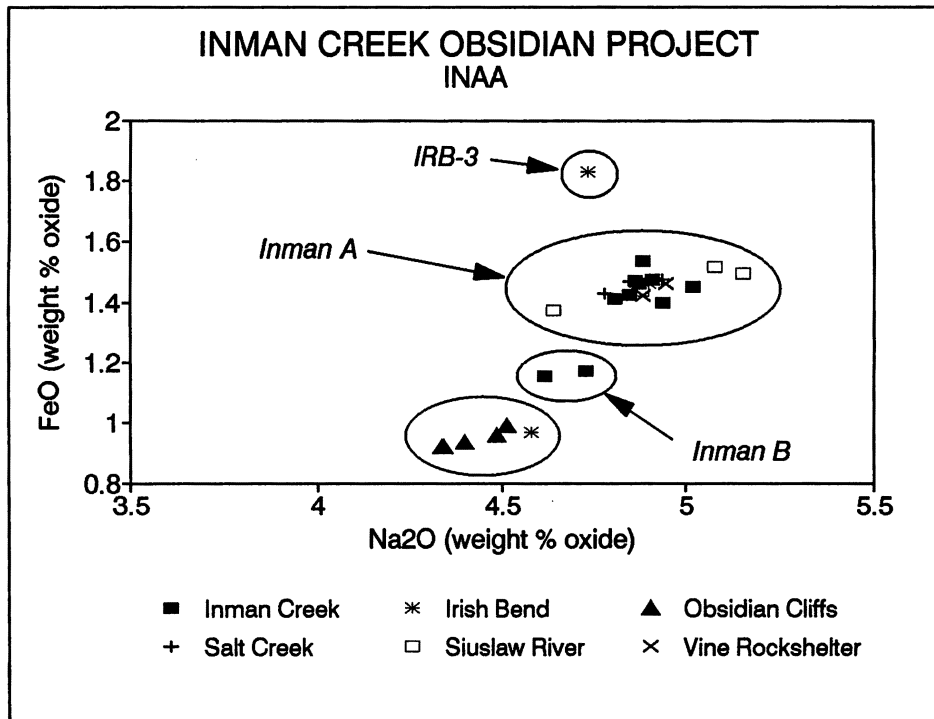 INMAN CREEK OBSIDIAN PROJECT
INAA
2
1.8
1.6
1.4
1.2
1
0.8
FeO (weight % oxide)
IRB-3
Inman A
Inman B
3.5 4 4.5 5 5.5
Na2O (weight % oxide)
Inman Creek Irish Bend Obsidian Cliffs
Salt Creek Siuslaw River Vine Rockshelter